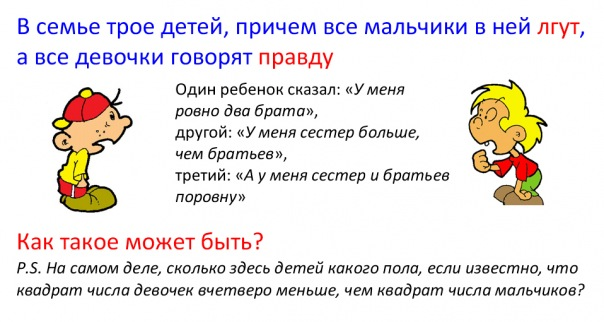 В семье трое детей, причем все мальчики в ней лгут,
а все девочки говорят правду
Один ребенок сказал: «У меня
ровно два брата»,
другой: «У меня сестер больше,
чем братьев»,
третий: «А у меня сестер и братьев
поровну»
Как такое может быть?
P.S. На самом деле, сколько здесь детей какого пола, если известно, что
квадрат числа девочек вчетверо меньше, чем квадрат числа мальчиков?